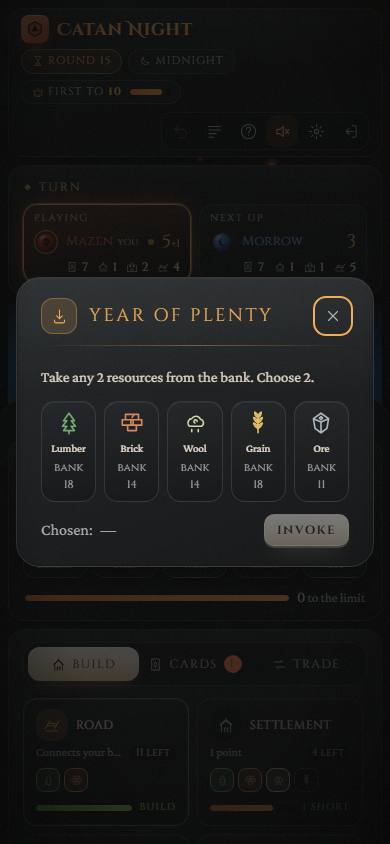 Catan Night
ROUND 15
MIDNIGHT
FIRST TO 10
TURN
PLAYING
NEXT UP
Mazen YOU 5+1
Morrow 3
7 1 2 4
7 1 1 5
YEAR OF PLENTY
Take any 2 resources from the bank. Choose 2.
Lumber Brick Wool Grain Ore
BANK BANK BANK BANK BANK
18 14 14 18 11
Chosen: —
INVOKE
0 to the limit
BUILD CARDS 1 TRADE
ROAD
SETTLEMENT
Connects your b... 11 LEFT
1 point 4 LEFT
BUILD
1 SHORT